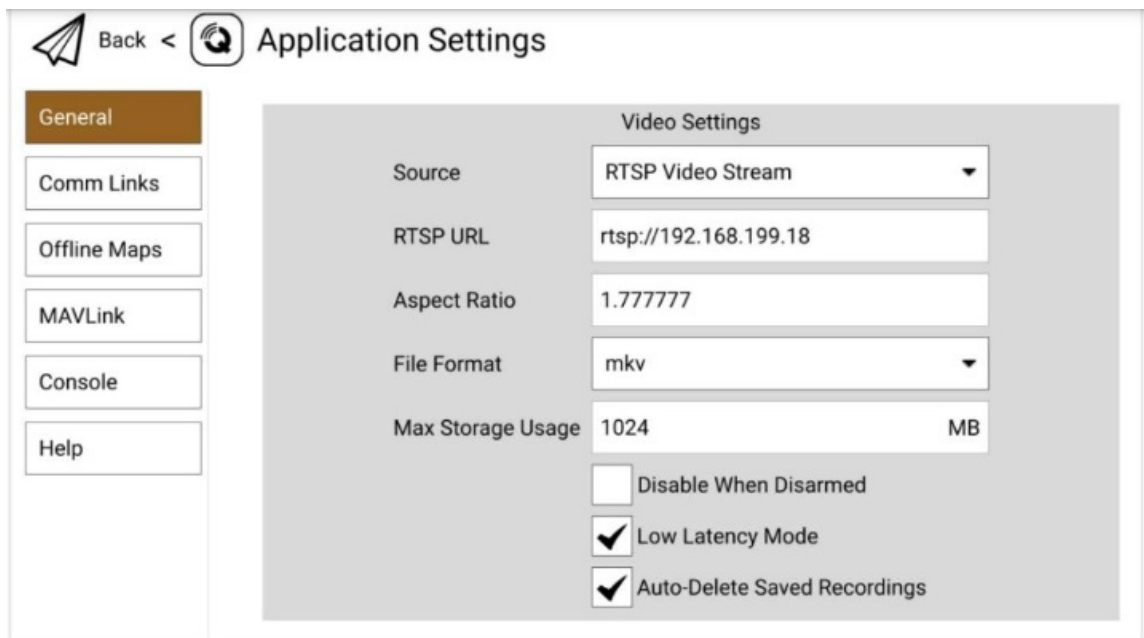 Back < Application Settings
General
Comm Links
Offline Maps
MAVLink
Console
Help
Video Settings
Source RTSP Video Stream
RTSP URL rtsp://192.168.199.18
Aspect Ratio 1.777777
File Format mkv
Max Storage Usage 1024 MB
Disable When Disarmed
Low Latency Mode
Auto-Delete Saved Recordings